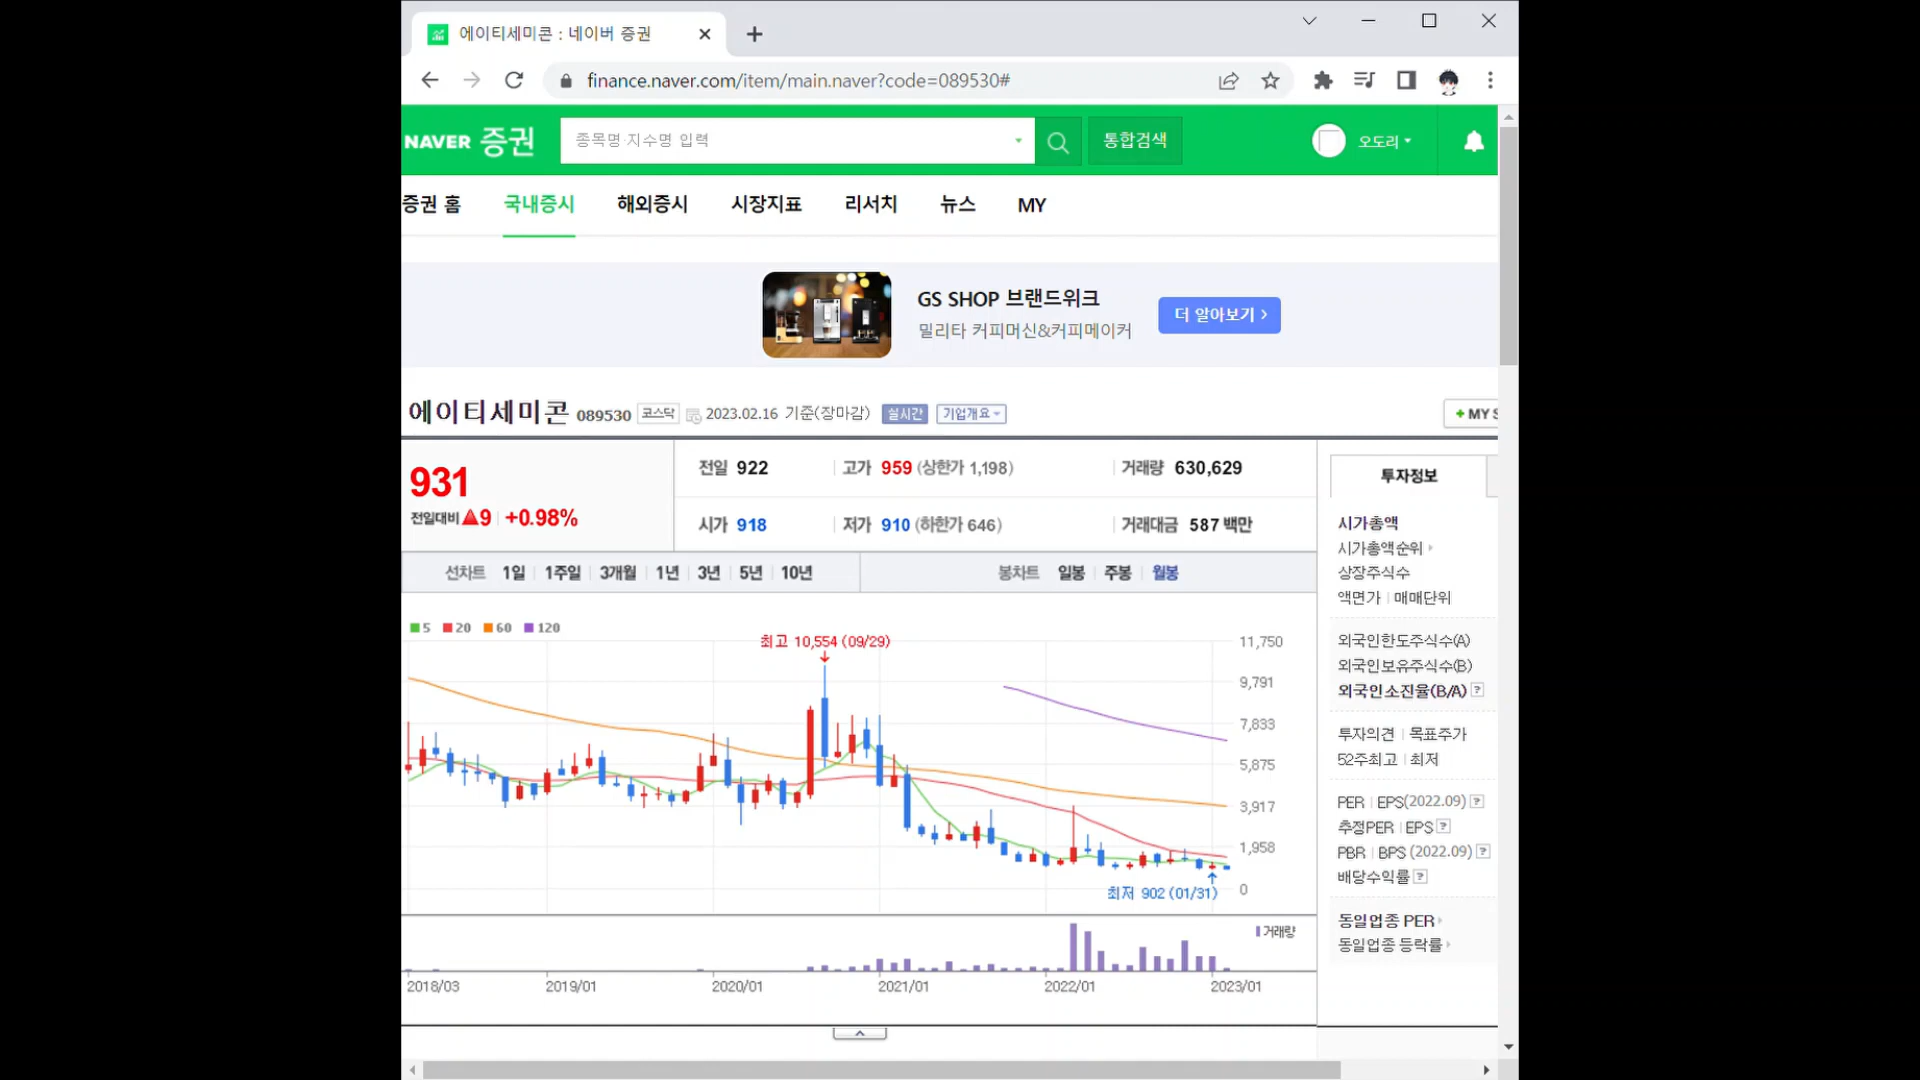 에이티세미콘 : 네이버 증권
finance.naver.com/item/main.naver?code=089530#
NAVER 증권
종목명·지수명 입력
통합검색
오도리
증권 홈 국내증시 해외증시 시장지표 리서치 뉴스 MY
GS SHOP 브랜드위크
밀리타 커피머신&커피메이커
더 알아보기 >
에이티세미콘 089530 코스닥 2023.02.16 기준(장마감) 실시간 기업개요
+ MY S
931
전일대비 ▲9 +0.98%
전일 922 고가 959 (상한가 1,198) 거래량 630,629
시가 918 저가 910 (하한가 646) 거래대금 587 백만
선차트 1일 1주일 3개월 1년 3년 5년 10년 봉차트 일봉 주봉 월봉
5 20 60 120
최고 10,554 (09/29)
11,750
9,791
7,833
5,875
3,917
1,958
0
최저 902 (01/31)
거래량
2018/03 2019/01 2020/01 2021/01 2022/01 2023/01
투자정보
시가총액
시가총액순위
상장주식수
액면가 | 매매단위
외국인한도주식수(A)
외국인보유주식수(B)
외국인소진율(B/A) ?
투자의견 | 목표주가
52주최고 | 최저
PER | EPS(2022.09) ?
추정PER | EPS ?
PBR | BPS (2022.09) ?
배당수익률 ?
동일업종 PER
동일업종 등락률